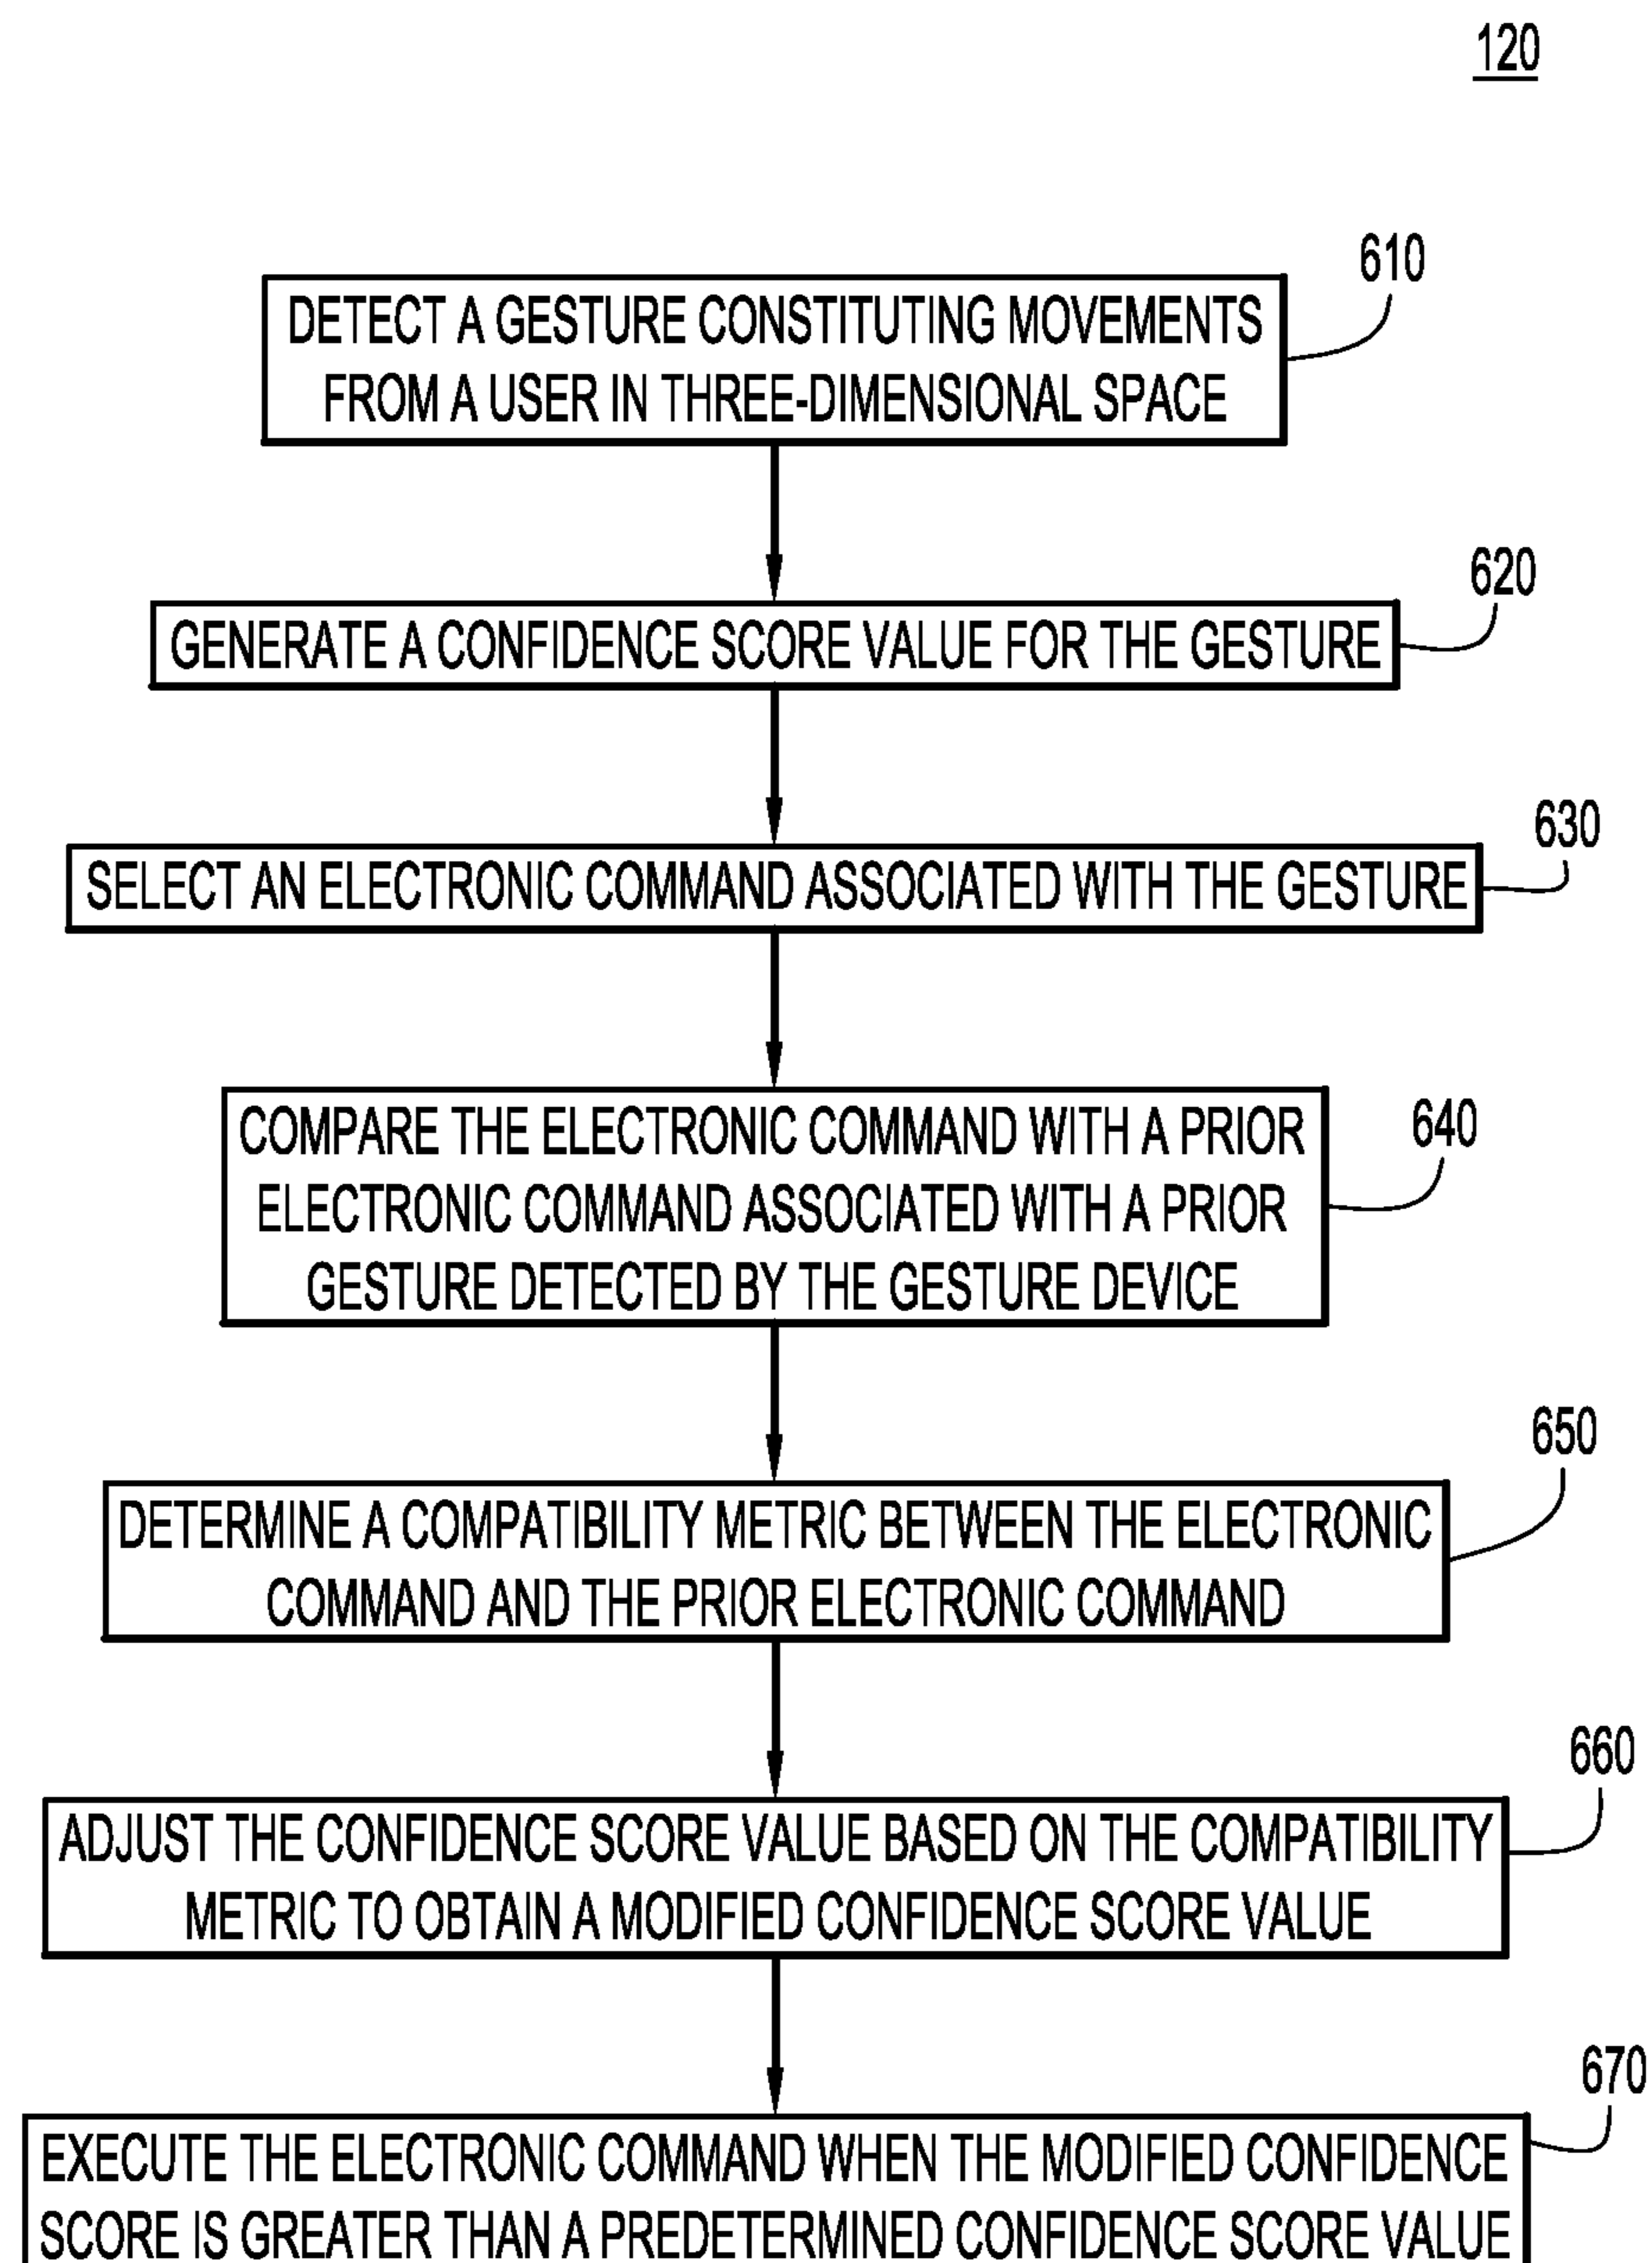 120
610
DETECT A GESTURE CONSTITUTING MOVEMENTS
FROM A USER IN THREE-DIMENSIONAL SPACE
620
GENERATE A CONFIDENCE SCORE VALUE FOR THE GESTURE
630
SELECT AN ELECTRONIC COMMAND ASSOCIATED WITH THE GESTURE
640
COMPARE THE ELECTRONIC COMMAND WITH A PRIOR
ELECTRONIC COMMAND ASSOCIATED WITH A PRIOR
GESTURE DETECTED BY THE GESTURE DEVICE
650
DETERMINE A COMPATIBILITY METRIC BETWEEN THE ELECTRONIC
COMMAND AND THE PRIOR ELECTRONIC COMMAND
660
ADJUST THE CONFIDENCE SCORE VALUE BASED ON THE COMPATIBILITY
METRIC TO OBTAIN A MODIFIED CONFIDENCE SCORE VALUE
670
EXECUTE THE ELECTRONIC COMMAND WHEN THE MODIFIED CONFIDENCE
SCORE IS GREATER THAN A PREDETERMINED CONFIDENCE SCORE VALUE